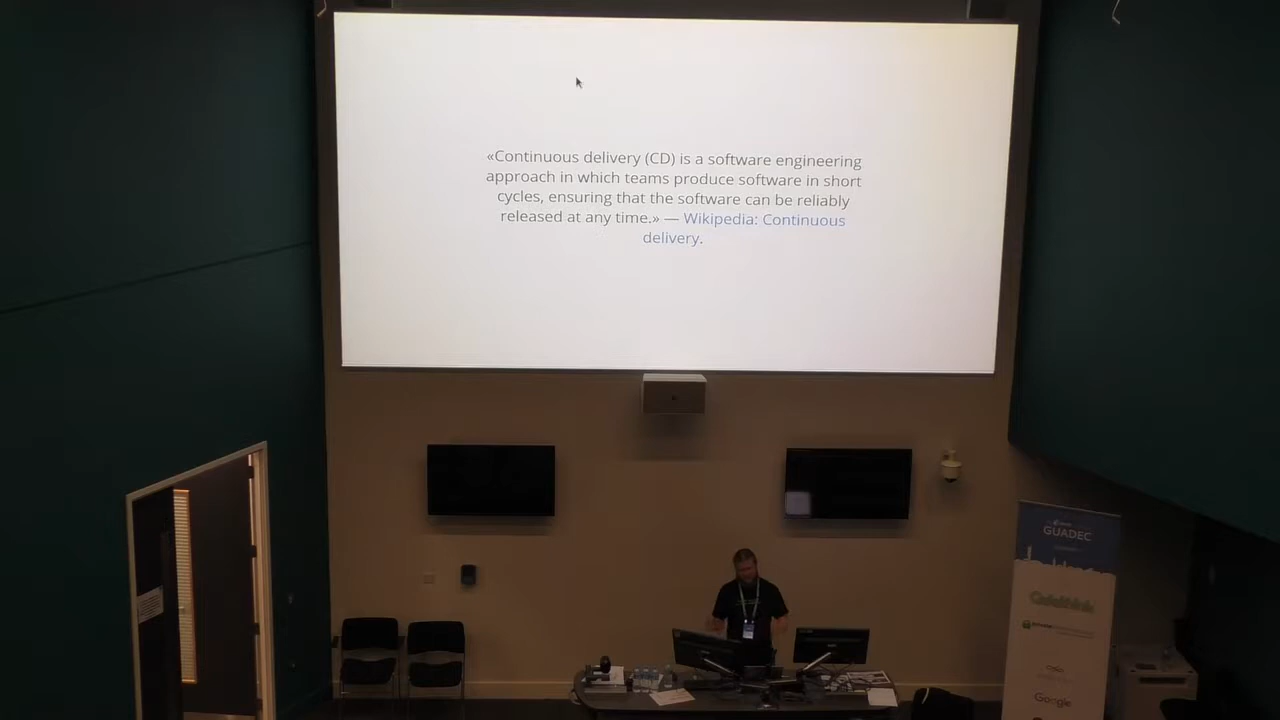 «Continuous delivery (CD) is a software engineering
approach in which teams produce software in short
cycles, ensuring that the software can be reliably
released at any time.» — Wikipedia: Continuous
delivery.
GUADEC
Codethink
Google